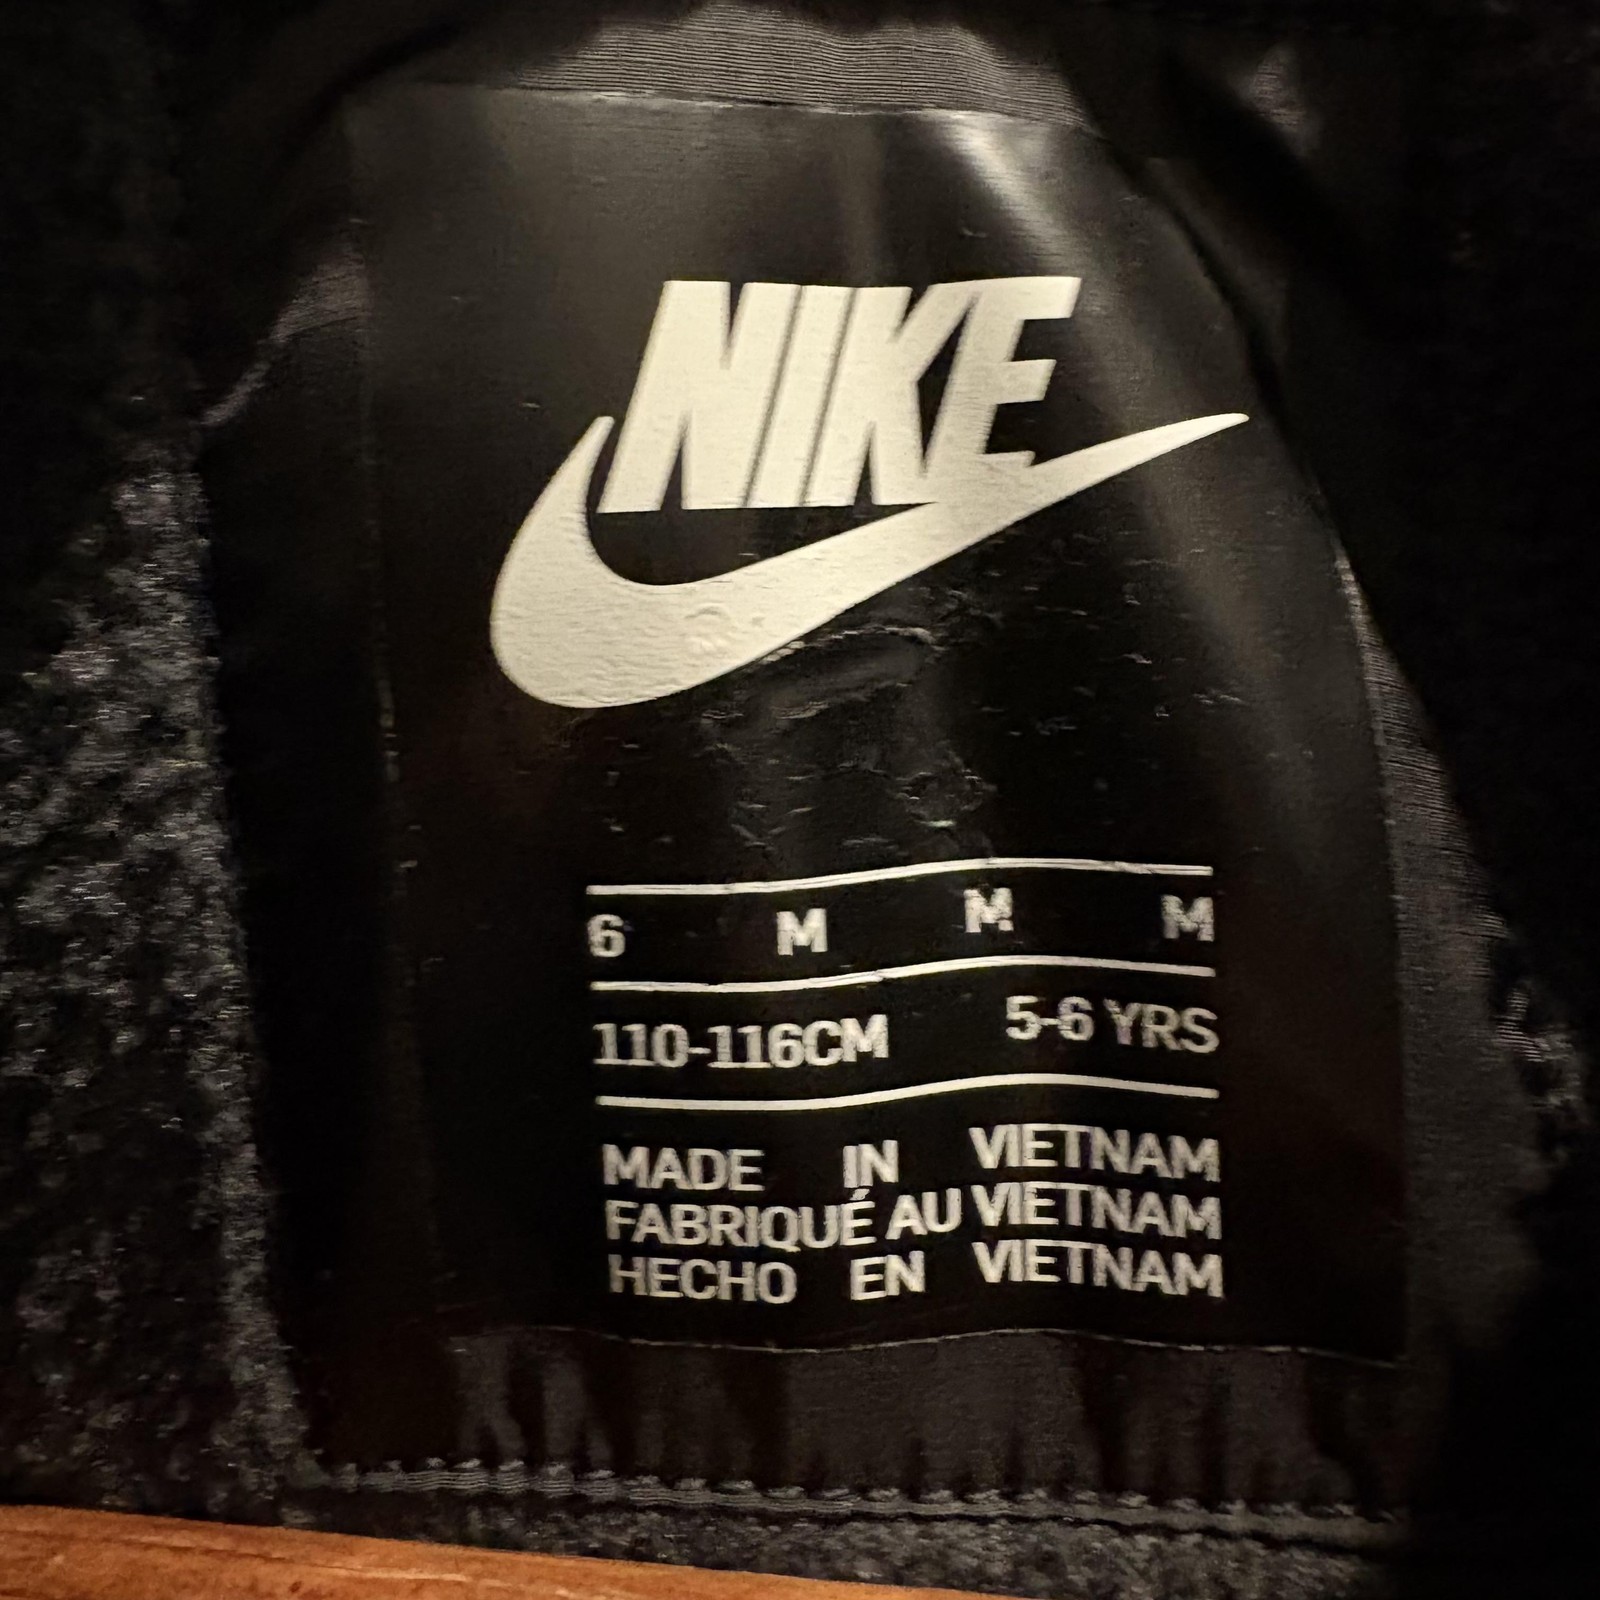 NIKE
6 M M M
110-116CM 5-6 YRS
MADE IN VIETNAM
FABRIQUÉ AU VIETNAM
HECHO EN VIETNAM